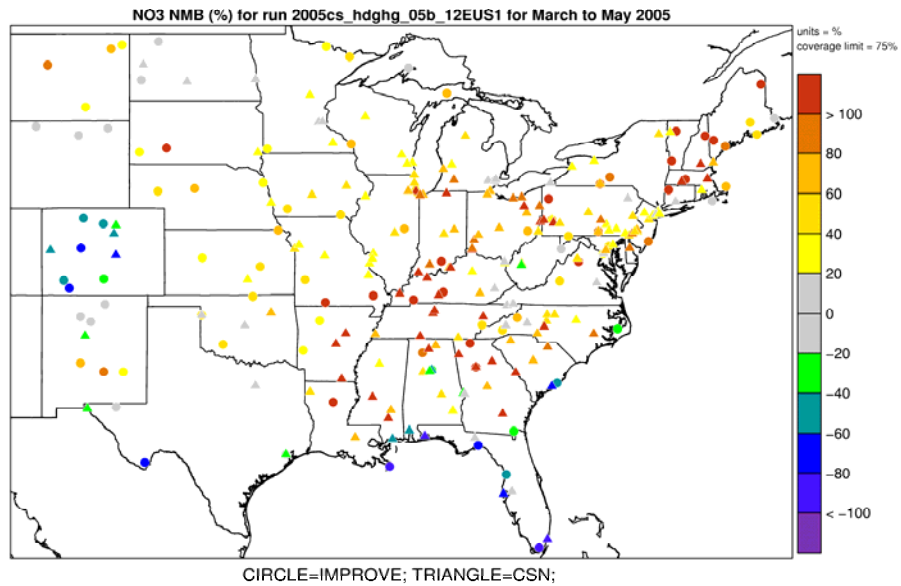 NO3 NMB (%) for run 2005cs_hdghg_05b_12EUS1 for March to May 2005
units = %
coverage limit = 75%
> 100
80
60
40
20
0
−20
−40
−60
−80
< −100
CIRCLE=IMPROVE; TRIANGLE=CSN;